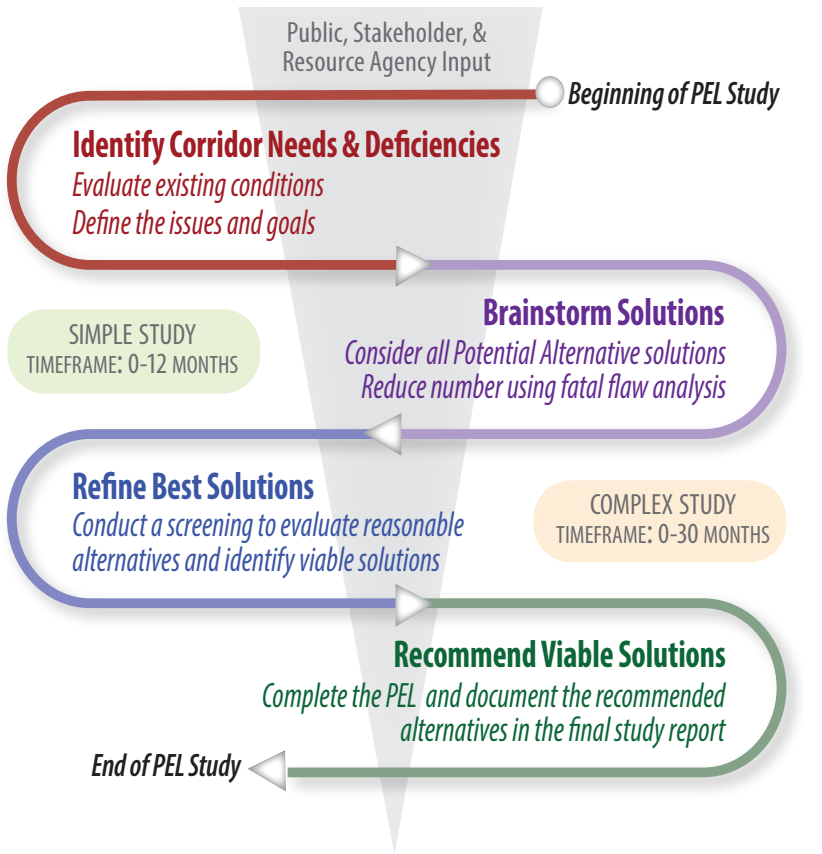 Public, Stakeholder, &
Resource Agency Input
Beginning of PEL Study
Identify Corridor Needs & Deficiencies
Evaluate existing conditions
Define the issues and goals
Brainstorm Solutions
Consider all Potential Alternative solutions
Reduce number using fatal flaw analysis
SIMPLE STUDY
TIMEFRAME: 0-12 MONTHS
Refine Best Solutions
Conduct a screening to evaluate reasonable
alternatives and identify viable solutions
COMPLEX STUDY
TIMEFRAME: 0-30 MONTHS
Recommend Viable Solutions
Complete the PEL and document the recommended
alternatives in the final study report
End of PEL Study